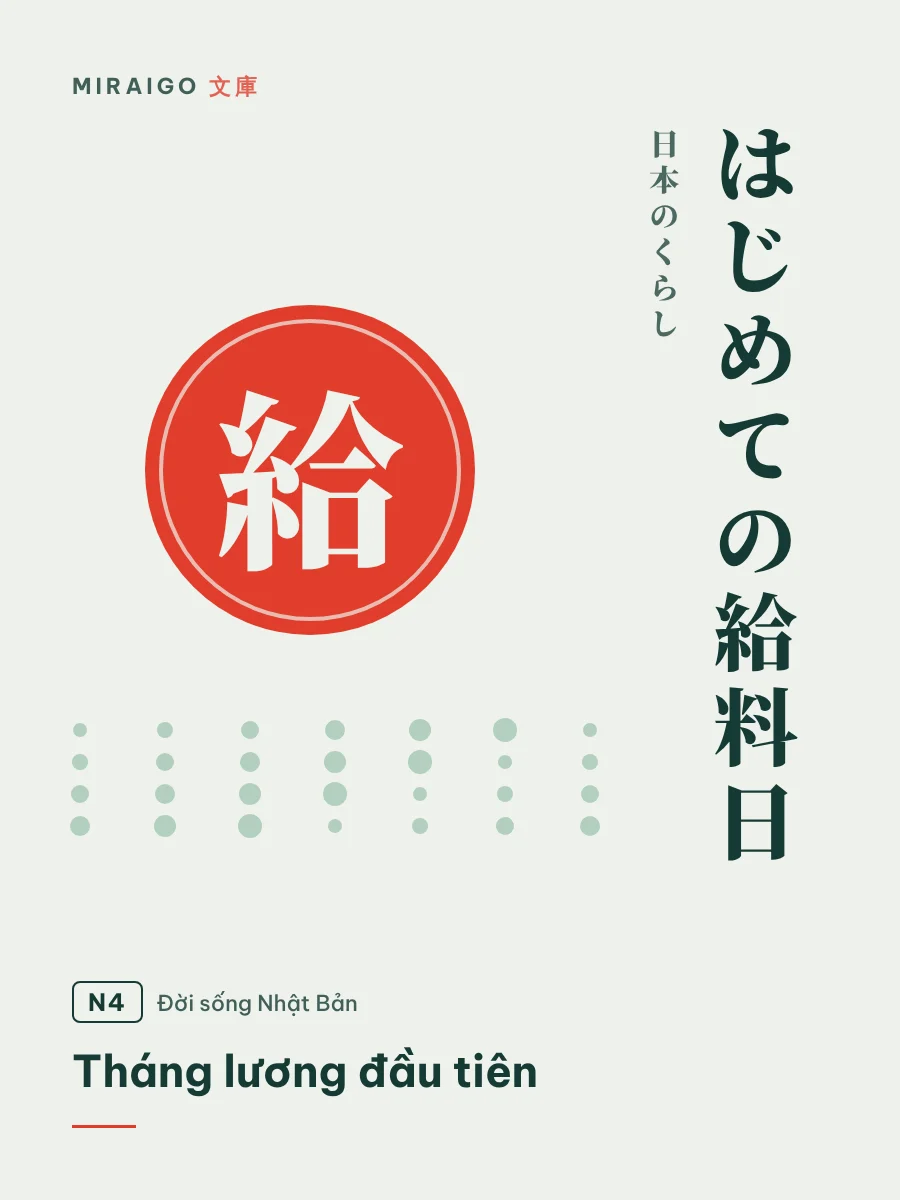 MIRAIGO 文庫
はじめての給料日
日本のくらし
給
N4 Đời sống Nhật Bản
Tháng lương đầu tiên